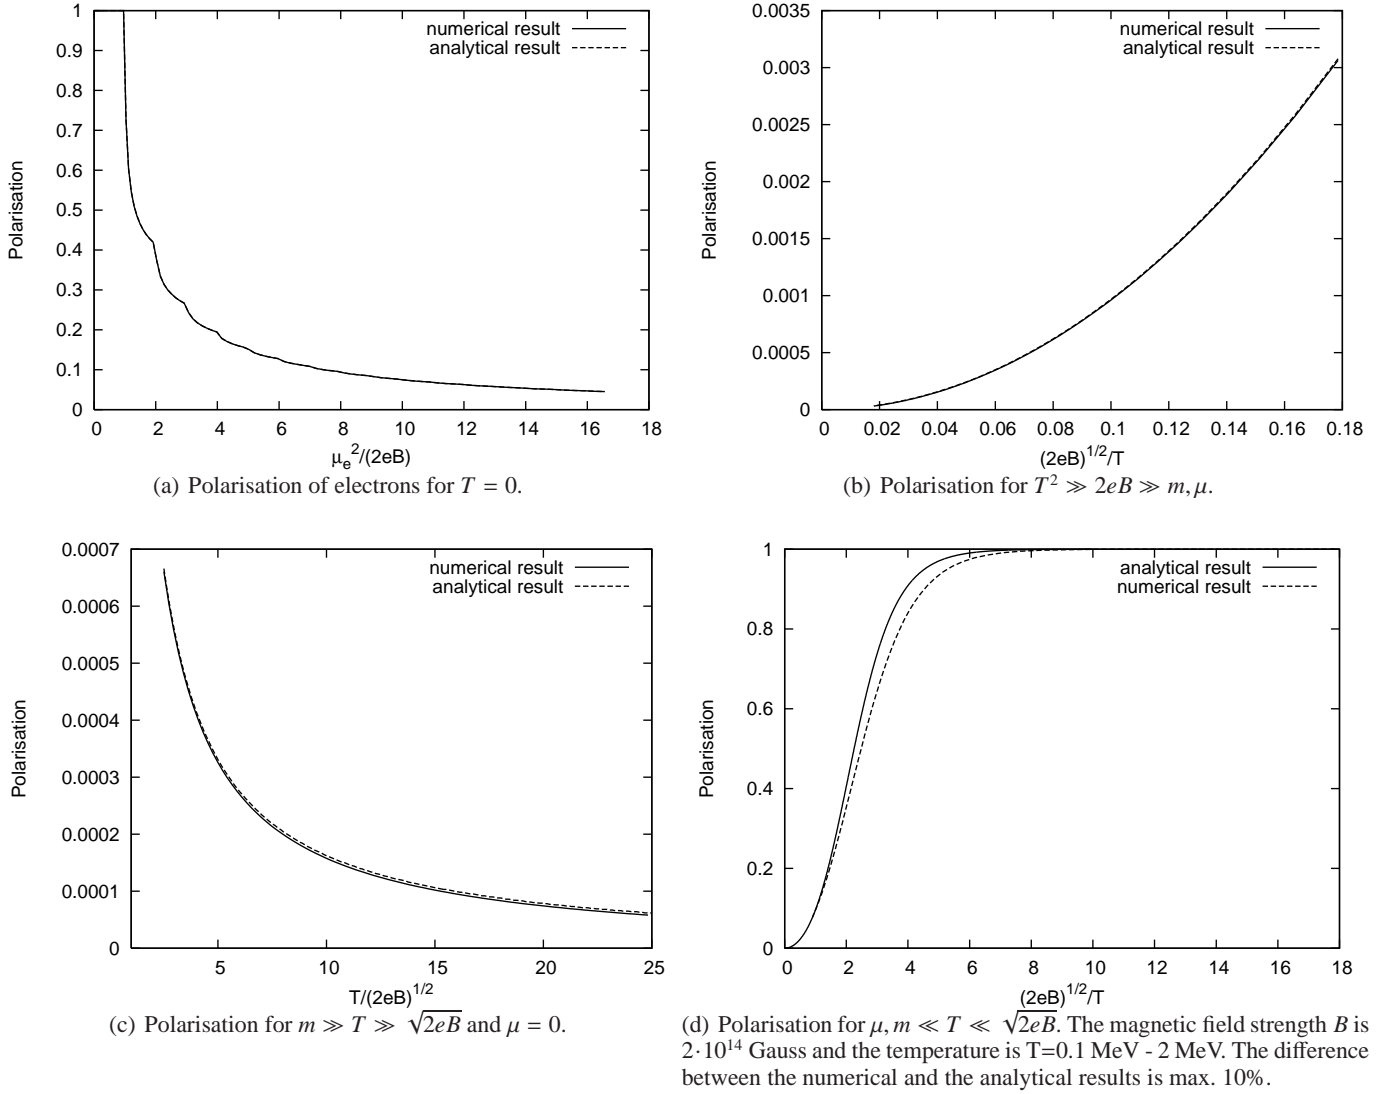 numerical result
analytical result
1
0.9
0.8
0.7
0.6
0.5
0.4
0.3
0.2
0.1
0
Polarisation
0 2 4 6 8 10 12 14 16 18
μe2/(2eB)
(a) Polarisation of electrons for T = 0.
numerical result
analytical result
0.0035
0.003
0.0025
0.002
0.0015
0.001
0.0005
0
Polarisation
0 0.02 0.04 0.06 0.08 0.1 0.12 0.14 0.16 0.18
(2eB)1/2/T
(b) Polarisation for T² ≫ 2eB ≫ m, μ.
numerical result
analytical result
0.0007
0.0006
0.0005
0.0004
0.0003
0.0002
0.0001
0
Polarisation
5 10 15 20 25
T/(2eB)1/2
(c) Polarisation for m ≫ T ≫ √2eB and μ = 0.
analytical result
numerical result
1
0.8
0.6
0.4
0.2
0
Polarisation
0 2 4 6 8 10 12 14 16 18
(2eB)1/2/T
(d) Polarisation for μ, m ≪ T ≪ √2eB. The magnetic field strength B is
2·10¹⁴ Gauss and the temperature is T=0.1 MeV - 2 MeV. The difference
between the numerical and the analytical results is max. 10%.